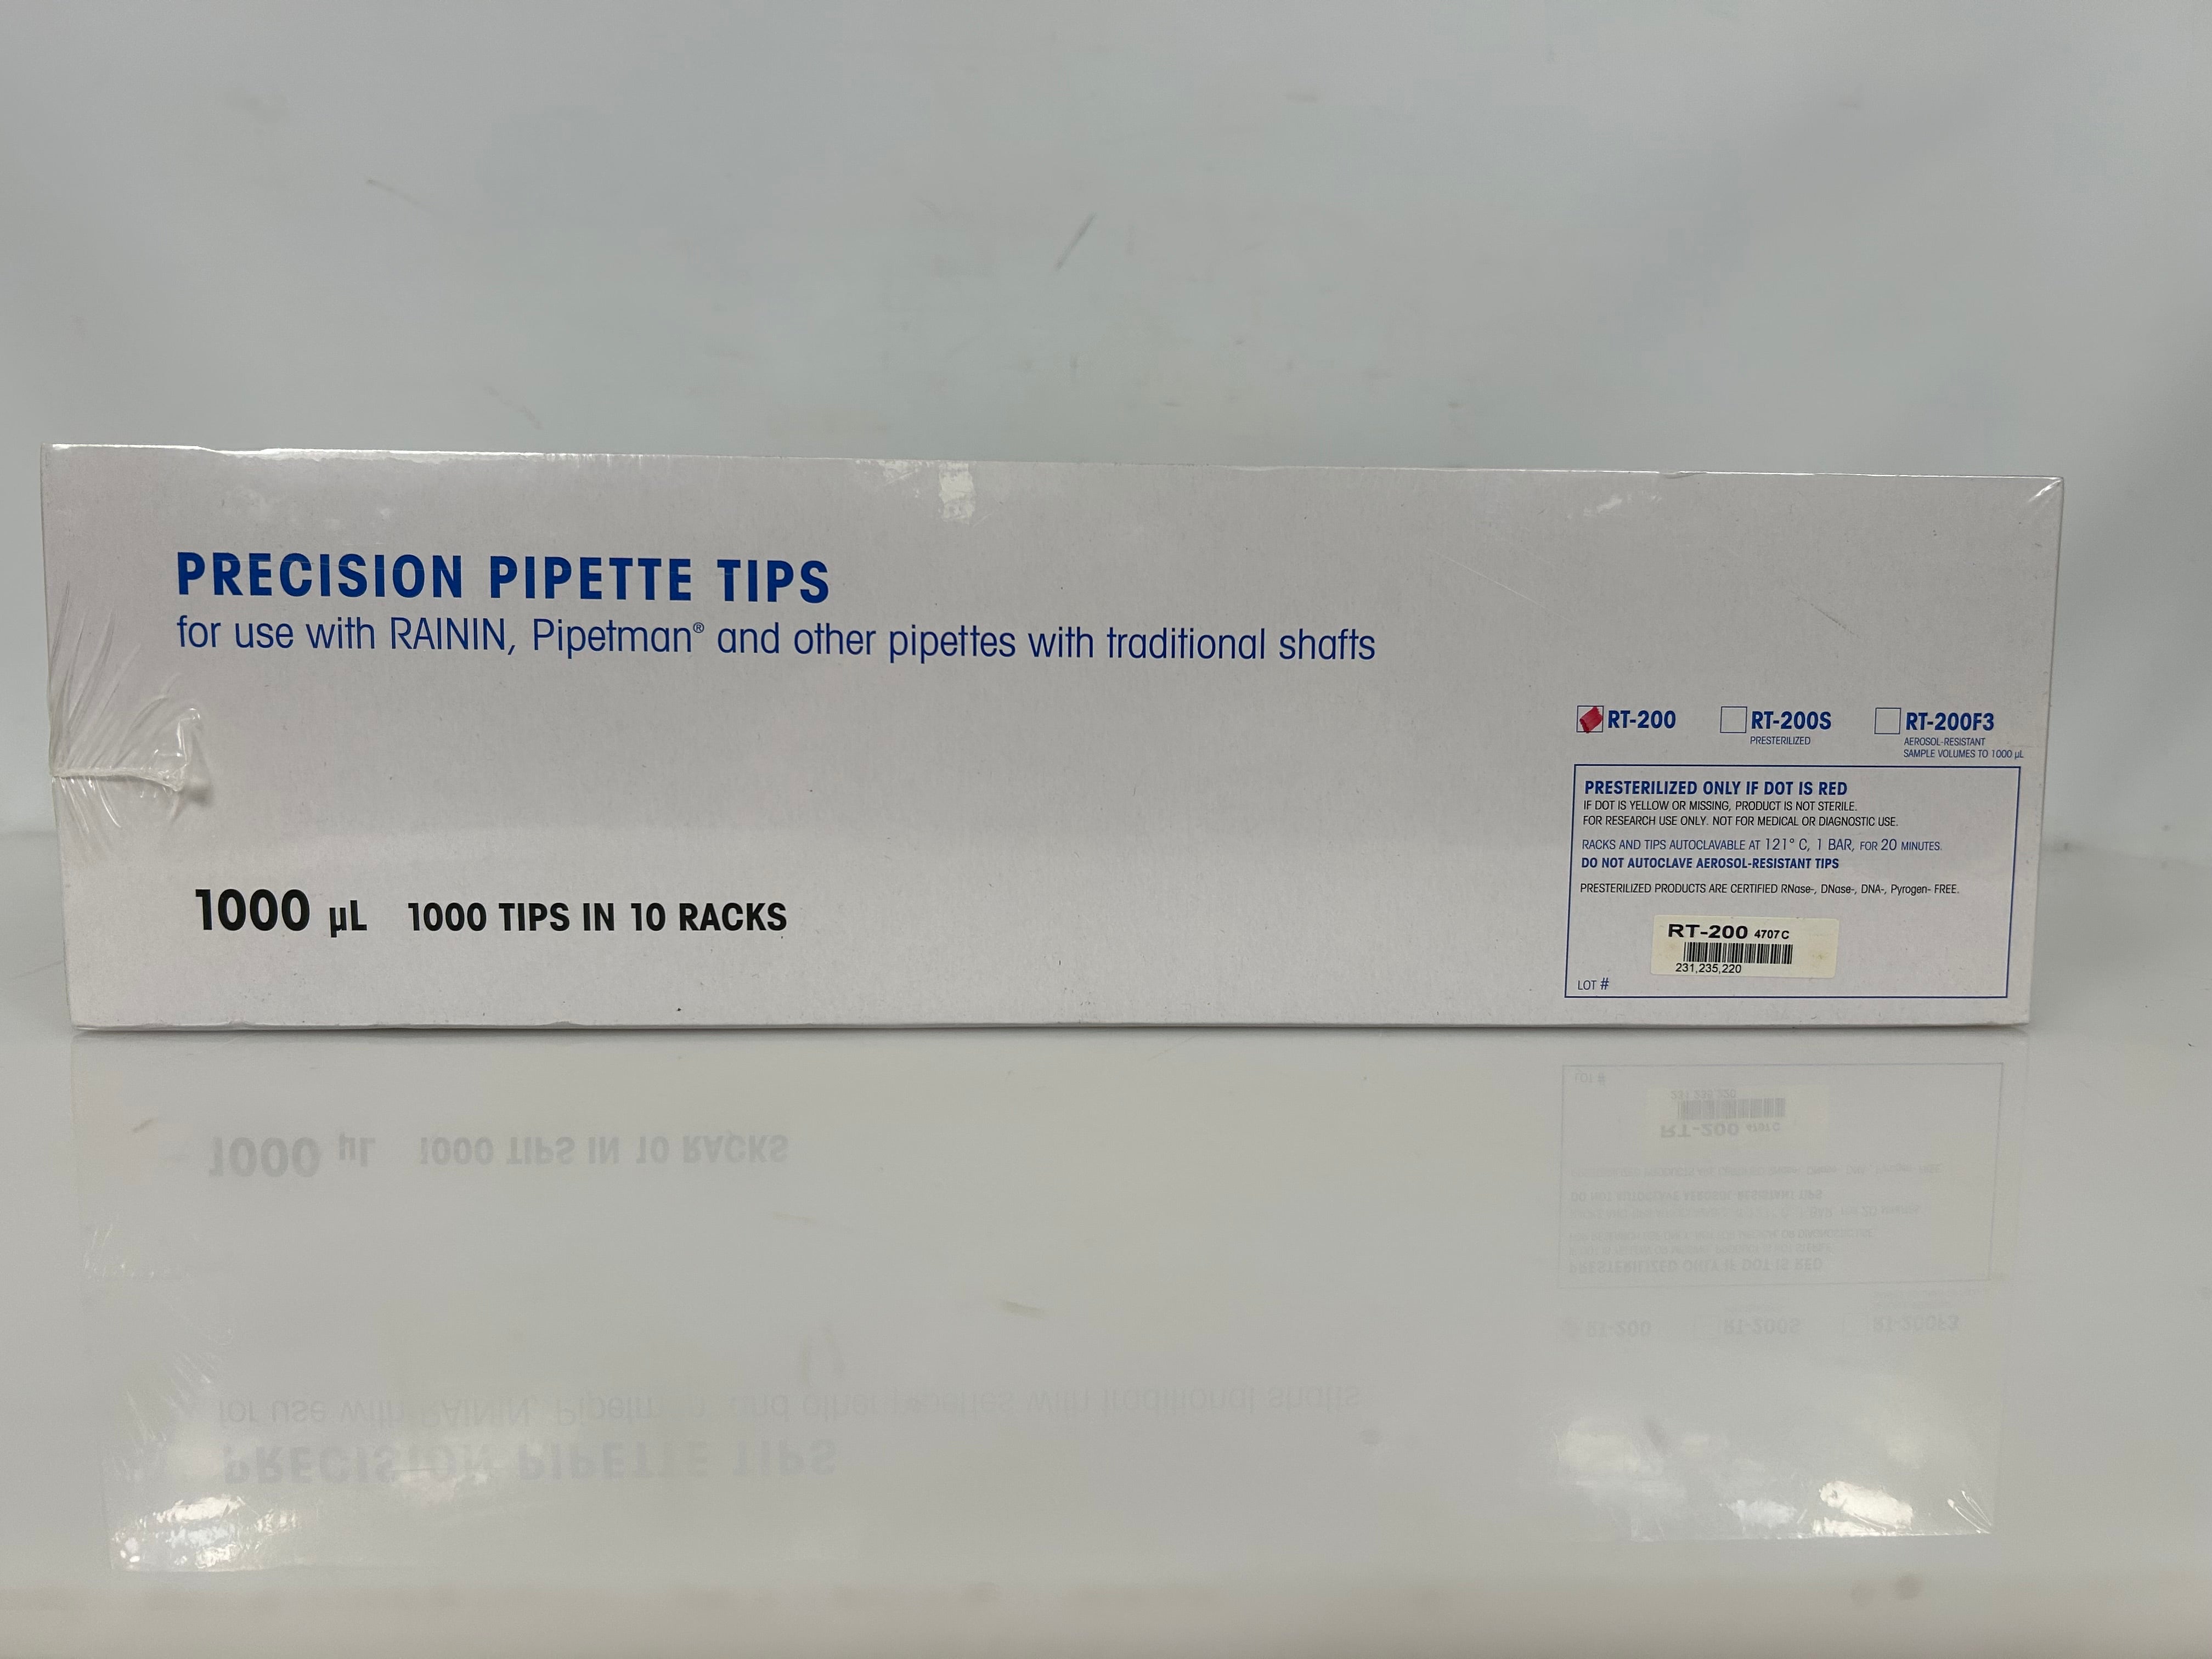 PRECISION PIPETTE TIPS
for use with RAININ, Pipetman® and other pipettes with traditional shafts
RT-200
RT-200S
PRESTERILIZED
RT-200F3
AEROSOL-RESISTANT
SAMPLE VOLUMES TO 1000 µL
PRESTERILIZED ONLY IF DOT IS RED
IF DOT IS YELLOW OR MISSING, PRODUCT IS NOT STERILE.
FOR RESEARCH USE ONLY. NOT FOR MEDICAL OR DIAGNOSTIC USE.
RACKS AND TIPS AUTOCLAVABLE AT 121° C, 1 BAR, FOR 20 MINUTES.
DO NOT AUTOCLAVE AEROSOL-RESISTANT TIPS
PRESTERILIZED PRODUCTS ARE CERTIFIED RNase-, DNase-, DNA-, Pyrogen- FREE.
RT-200 4707C
231,235,220
LOT #
1000 µL 1000 TIPS IN 10 RACKS